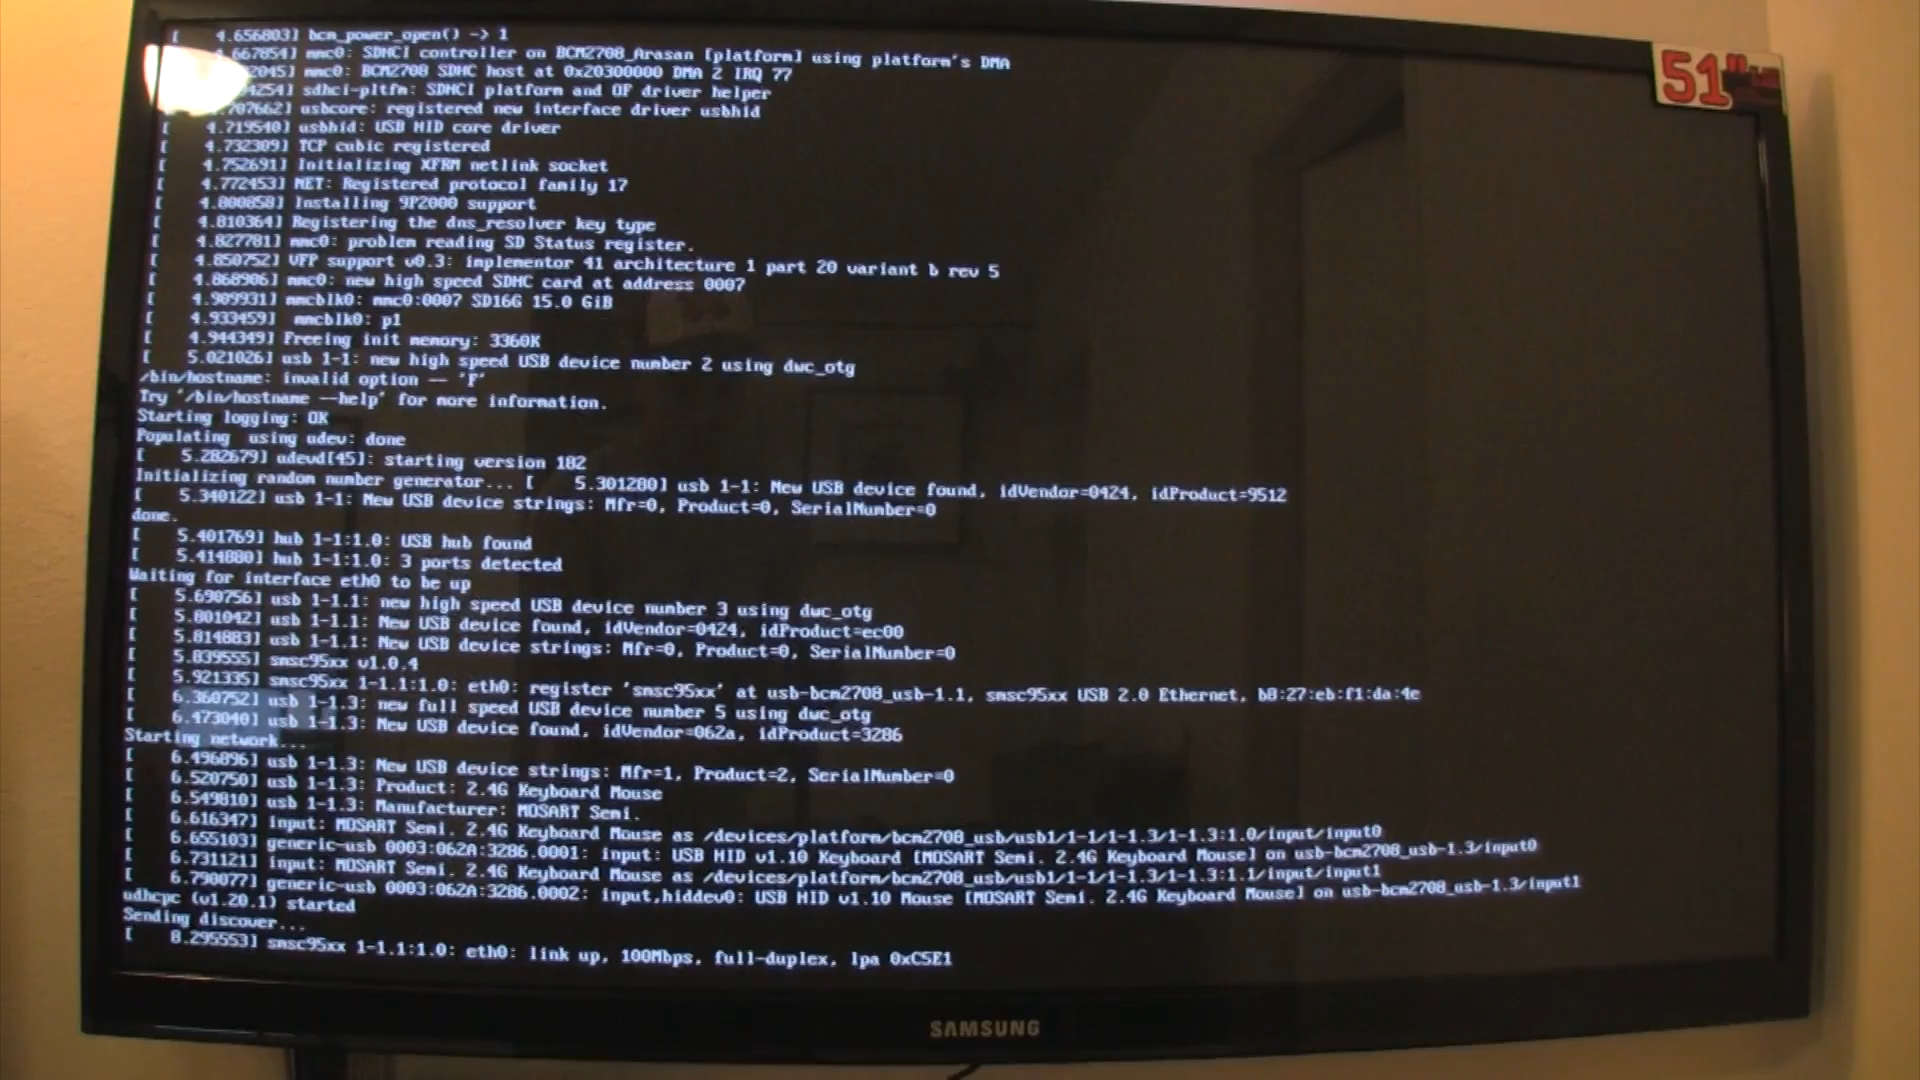 [ 4.656803] bcm_power_open() -> 1
.667854] mmc0: SDHCI controller on BCM2708_Arasan [platform] using platform's DMA
2045] mmc0: BCM2708 SDHC host at 0x20300000 DMA 2 IRQ 77
4254] sdhci-pltfm: SDHCI platform and OF driver helper
.707662] usbcore: registered new interface driver usbhid
[ 4.719540] usbhid: USB HID core driver
[ 4.732309] TCP cubic registered
[ 4.752691] Initializing XFRM netlink socket
[ 4.772453] NET: Registered protocol family 17
[ 4.800858] Installing 9P2000 support
[ 4.810364] Registering the dns_resolver key type
[ 4.827781] mmc0: problem reading SD Status register.
[ 4.850752] VFP support v0.3: implementor 41 architecture 1 part 20 variant b rev 5
[ 4.868906] mmc0: new high speed SDHC card at address 0007
[ 4.909931] mmcblk0: mmc0:0007 SD16G 15.0 GiB
[ 4.933459]  mmcblk0: p1
[ 4.944349] Freeing init memory: 3360K
[ 5.021026] usb 1-1: new high speed USB device number 2 using dwc_otg
/bin/hostname: invalid option -- 'F'
Try '/bin/hostname --help' for more information.
Starting logging: OK
Populating  using udev: done
[ 5.282679] udevd[45]: starting version 182
Initializing random number generator... [ 5.301280] usb 1-1: New USB device found, idVendor=0424, idProduct=9512
[ 5.340122] usb 1-1: New USB device strings: Mfr=0, Product=0, SerialNumber=0
done.
[ 5.401769] hub 1-1:1.0: USB hub found
[ 5.414880] hub 1-1:1.0: 3 ports detected
Waiting for interface eth0 to be up
[ 5.690756] usb 1-1.1: new high speed USB device number 3 using dwc_otg
[ 5.801042] usb 1-1.1: New USB device found, idVendor=0424, idProduct=ec00
[ 5.814883] usb 1-1.1: New USB device strings: Mfr=0, Product=0, SerialNumber=0
[ 5.839555] smsc95xx v1.0.4
[ 5.921335] smsc95xx 1-1.1:1.0: eth0: register 'smsc95xx' at usb-bcm2708_usb-1.1, smsc95xx USB 2.0 Ethernet, b8:27:eb:f1:da:4e
[ 6.360752] usb 1-1.3: new full speed USB device number 5 using dwc_otg
[ 6.473040] usb 1-1.3: New USB device found, idVendor=062a, idProduct=3286
Starting network...
[ 6.496896] usb 1-1.3: New USB device strings: Mfr=1, Product=2, SerialNumber=0
[ 6.520750] usb 1-1.3: Product: 2.4G Keyboard Mouse
[ 6.549810] usb 1-1.3: Manufacturer: MOSART Semi.
[ 6.616347] input: MOSART Semi. 2.4G Keyboard Mouse as /devices/platform/bcm2708_usb/usb1/1-1/1-1.3/1-1.3:1.0/input/input0
[ 6.655103] generic-usb 0003:062A:3286.0001: input: USB HID v1.10 Keyboard [MOSART Semi. 2.4G Keyboard Mouse] on usb-bcm2708_usb-1.3/input0
[ 6.731121] input: MOSART Semi. 2.4G Keyboard Mouse as /devices/platform/bcm2708_usb/usb1/1-1/1-1.3/1-1.3:1.1/input/input1
[ 6.790077] generic-usb 0003:062A:3286.0002: input,hiddev0: USB HID v1.10 Mouse [MOSART Semi. 2.4G Keyboard Mouse] on usb-bcm2708_usb-1.3/input1
udhcpc (v1.20.1) started
Sending discover...
[ 8.295553] smsc95xx 1-1.1:1.0: eth0: link up, 100Mbps, full-duplex, lpa 0xC5E1
51"
SAMSUNG